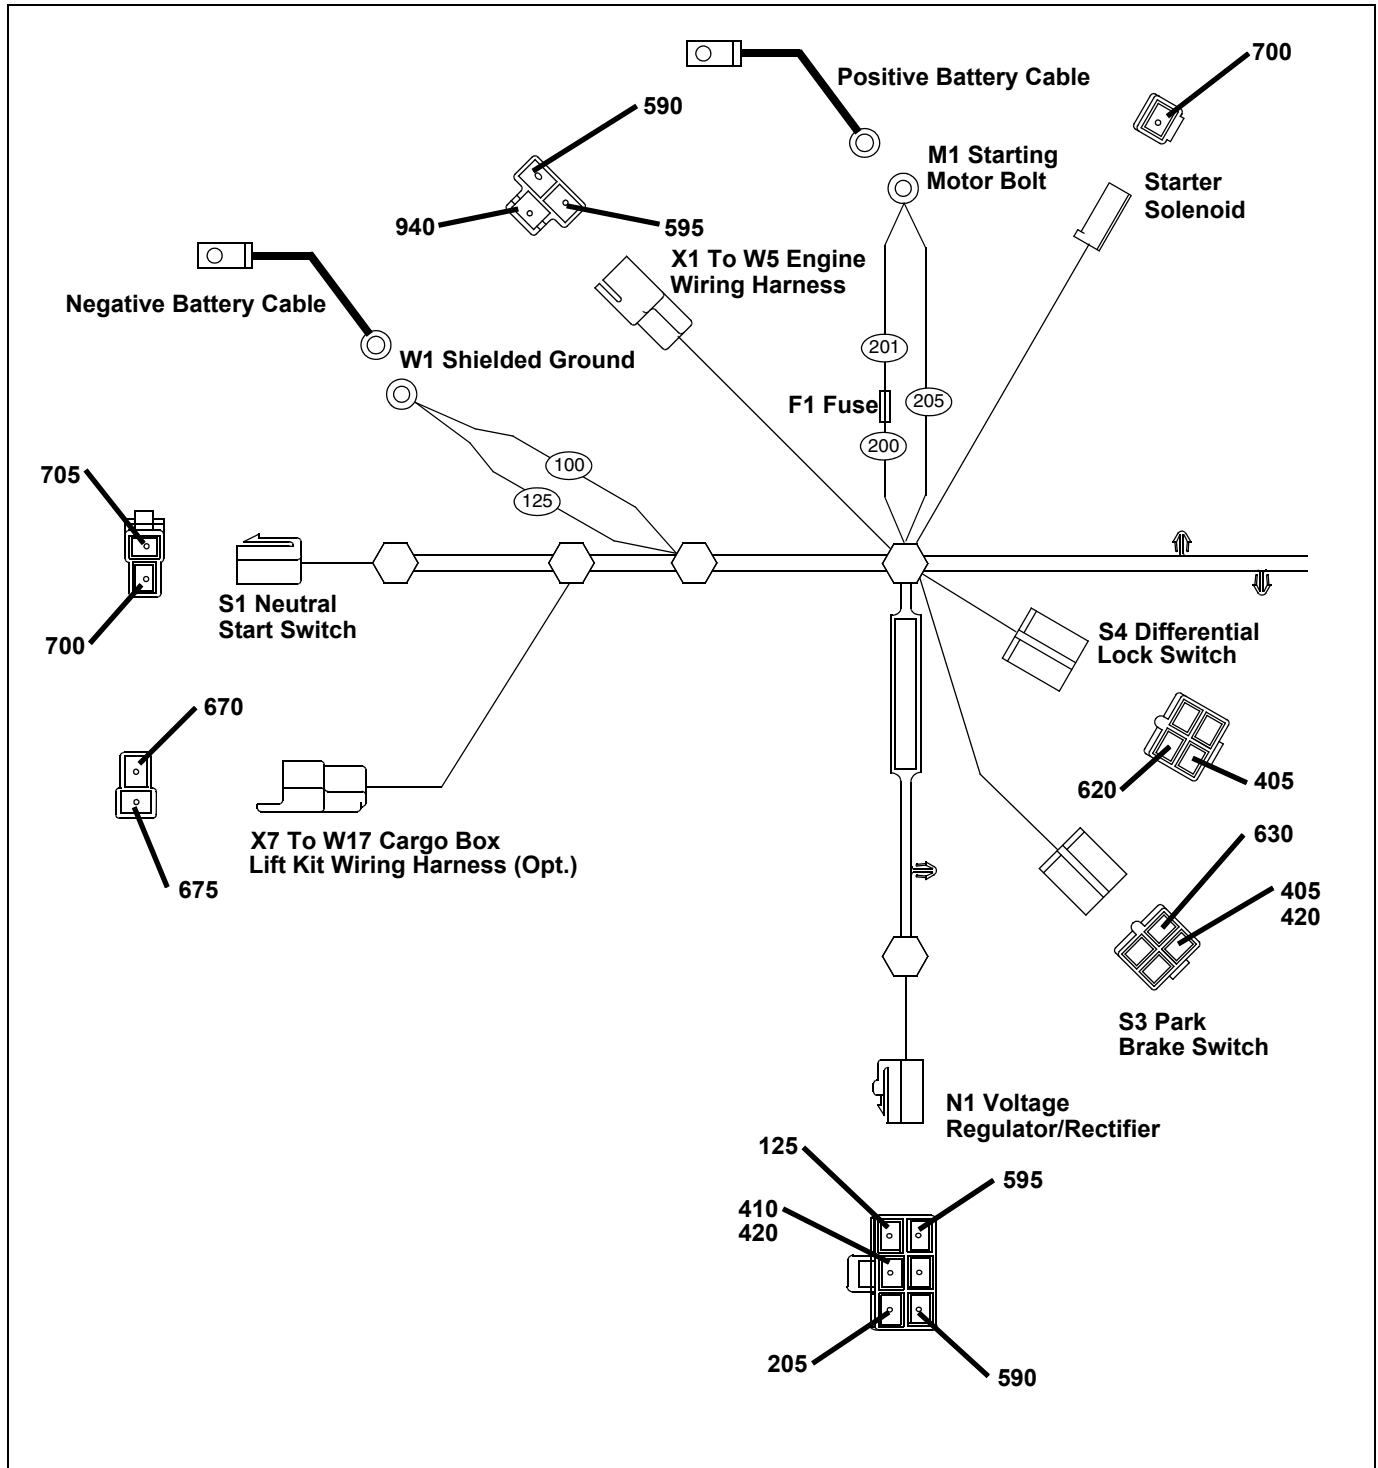 700
Positive Battery Cable
590
M1 Starting
Motor Bolt
Starter
Solenoid
940
595
X1 To W5 Engine
Wiring Harness
Negative Battery Cable
W1 Shielded Ground
201
F1 Fuse
205
200
705
100
125
S1 Neutral
Start Switch
700
S4 Differential
Lock Switch
670
620
405
X7 To W17 Cargo Box
Lift Kit Wiring Harness (Opt.)
675
630
405
420
S3 Park
Brake Switch
N1 Voltage
Regulator/Rectifier
125
595
410
420
205
590